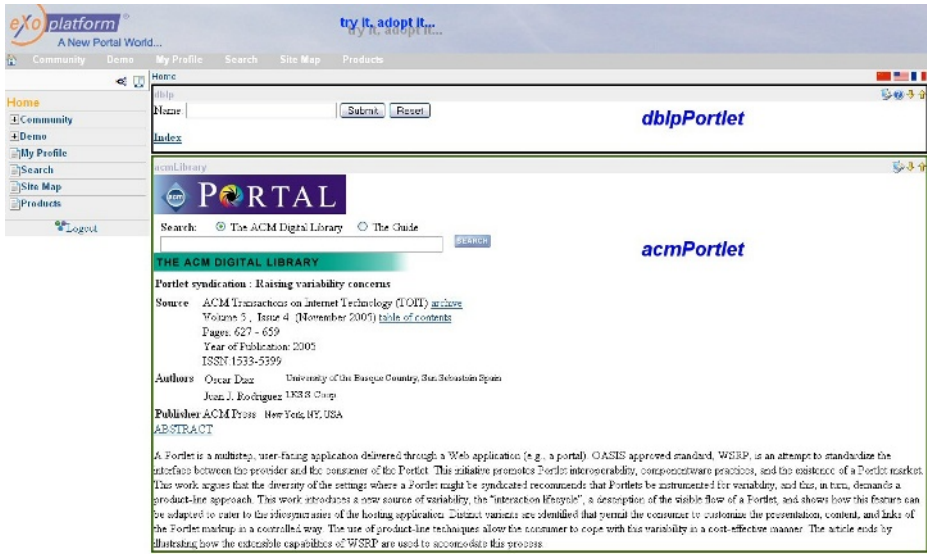 eXo platform ®
A New Portal World...
try it, adopt it...
Community Demo My Profile Search Site Map Products
Home
Home
Community
Demo
My Profile
Search
Site Map
Products
Logout
dblp
Name: Submit Reset
dblpPortlet
Index
acmLibrary
acm PORTAL
Search: The ACM Digital Library The Guide
SEARCH
acmPortlet
THE ACM DIGITAL LIBRARY
Portlet syndication : Raising variability concerns
Source ACM Transactions on Internet Technology (TOIT) archive
Volume 5 , Issue 4 (November 2005) table of contents
Pages: 627 - 659
Year of Publication: 2005
ISSN:1533-5399
Authors Oscar Diaz University of the Basque Country, San Sebastain Spain
Juan J. Rodriguez LKS S Coop
Publisher ACM Press New York, NY, USA
ABSTRACT
A Portlet is a multistep, user-facing application delivered through a Web application (e.g., a portal). OASIS approved standard, WSRP, is an attempt to standardize the
interface between the provider and the consumer of the Portlet. This initiative promotes Portlet interoperability, componentware practices, and the existence of a Portlet market.
This work argues that the diversity of the settings where a Portlet might be syndicated recommends that Portlets be instrumented for variability, and this, in turn, demands a
product-line approach. This work introduces a new source of variability, the "interaction lifecycle", a description of the visible flow of a Portlet, and shows how this feature can
be adapted to cater to the idiosyncrasies of the hosting application. Distinct variants are identified that permit the consumer to customize the presentation, content, and links of
the Portlet markup in a controlled way. The use of product-line techniques allow the consumer to cope with this variability in a cost-effective manner. The article ends by
illustrating how the extensible capabilities of WSRP are used to accomodate this process.